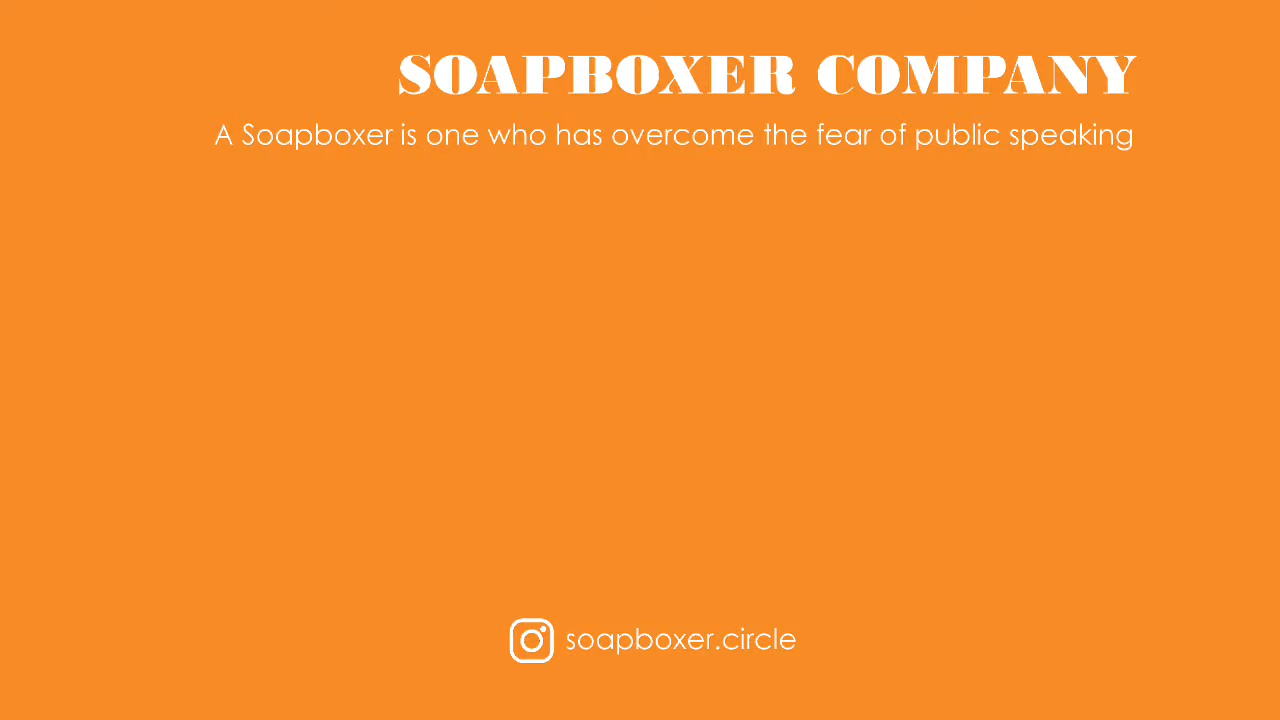 SOAPBOXER COMPANY
A Soapboxer is one who has overcome the fear of public speaking
soapboxer.circle